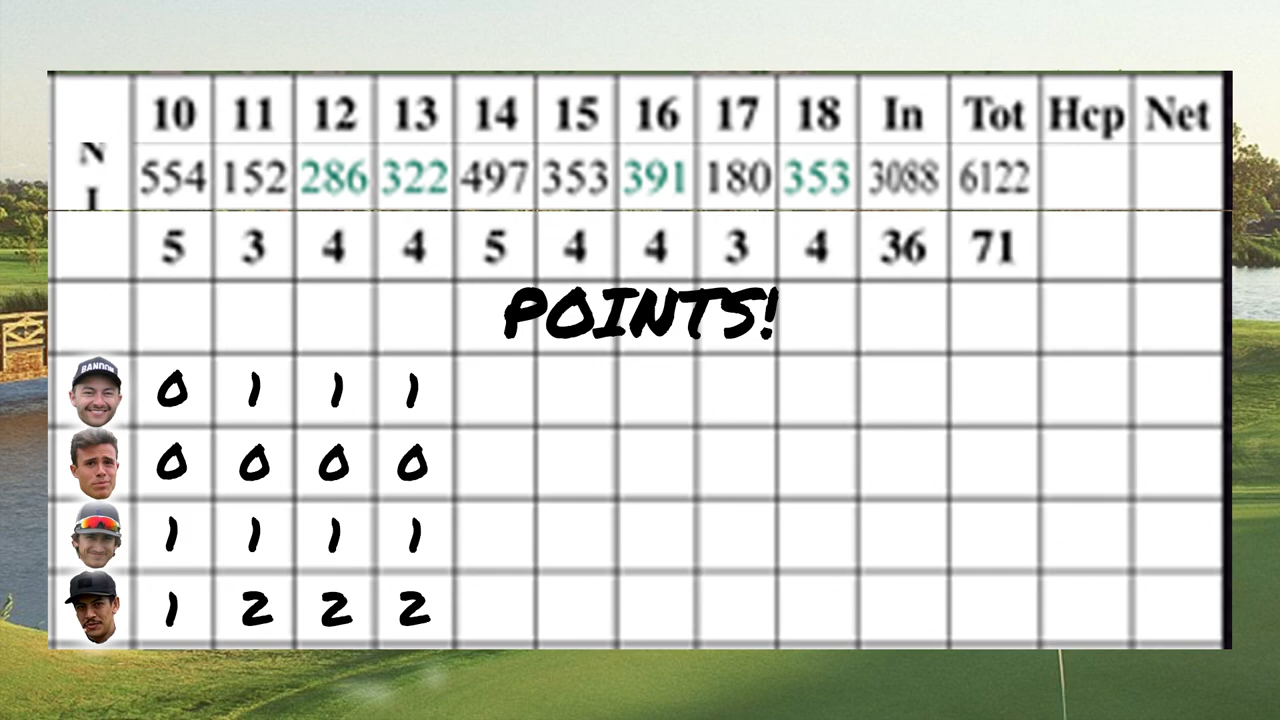 10 11 12 13 14 15 16 17 18 In Tot Hcp Net
N
554 152 286 322 497 353 391 180 353 3088 6122
I
5 3 4 4 5 4 4 3 4 36 71
POINTS!
BANDON
0 1 1 1
0 0 0 0
1 1 1 1
1 2 2 2